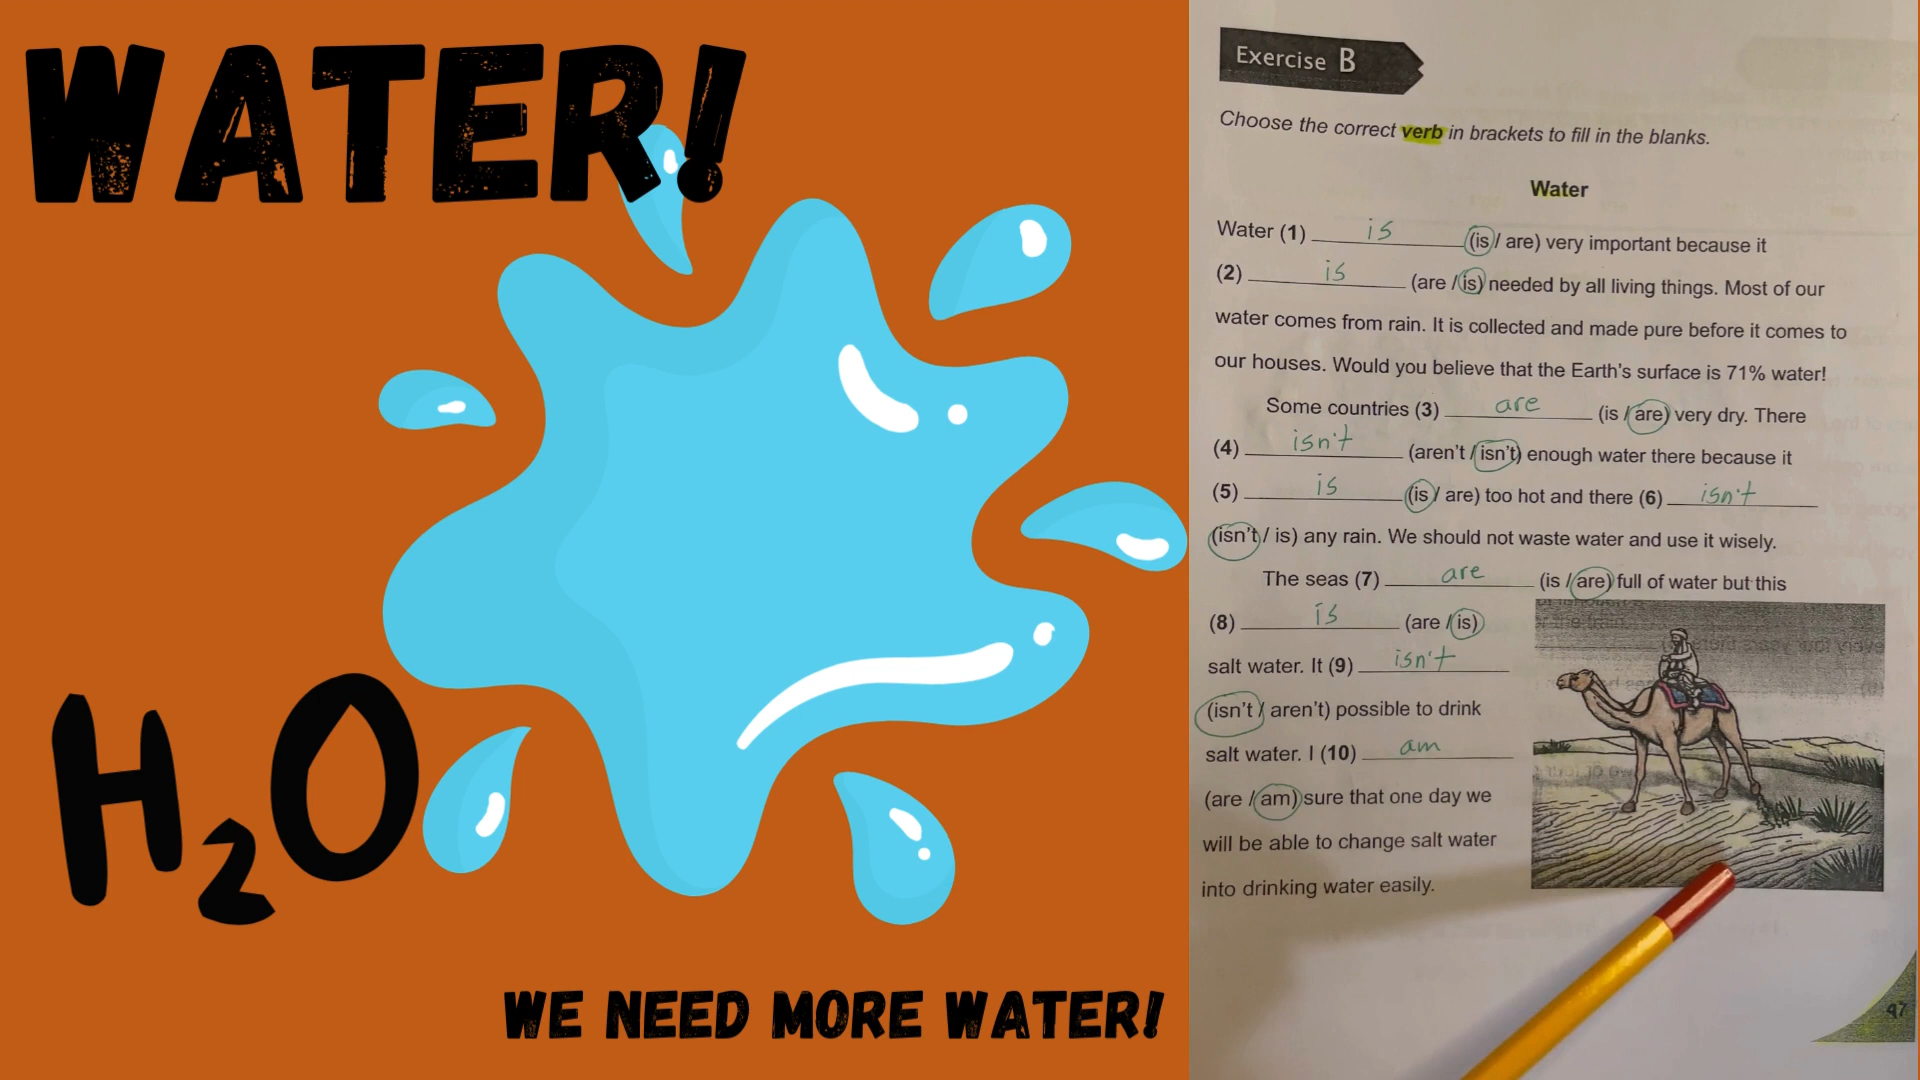 WATER!
H2O
WE NEED MORE WATER!
Exercise B
Choose the correct verb in brackets to fill in the blanks.
Water
Water (1) is (is / are) very important because it
(2) is (are / is) needed by all living things. Most of our
water comes from rain. It is collected and made pure before it comes to
our houses. Would you believe that the Earth's surface is 71% water!
Some countries (3) are (is / are) very dry. There
(4) isn't (aren't / isn't) enough water there because it
(5) is (is / are) too hot and there (6) isn't
(isn't / is) any rain. We should not waste water and use it wisely.
The seas (7) are (is / are) full of water but this
(8) is (are / is)
salt water. It (9) isn't
(isn't / aren't) possible to drink
salt water. I (10) am
(are / am) sure that one day we
will be able to change salt water
into drinking water easily.
97